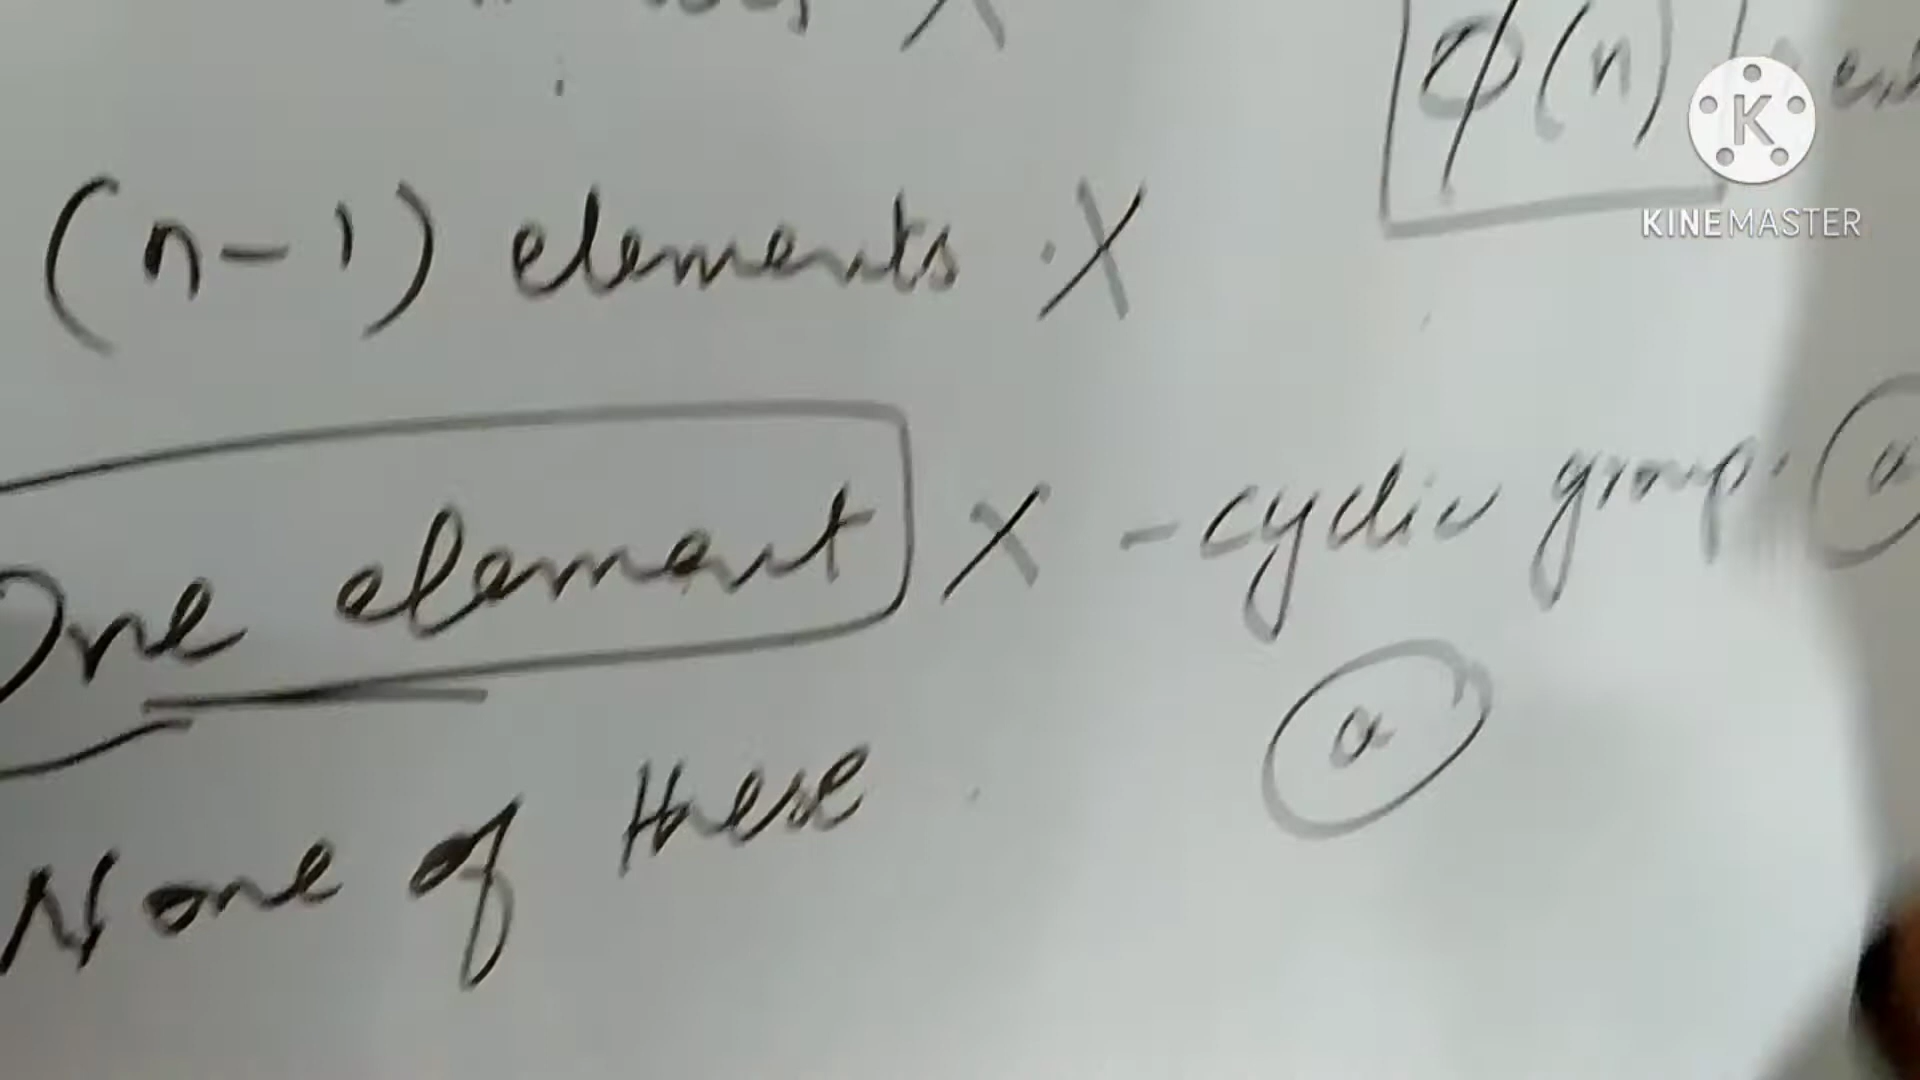 φ(n)
(n-1) elements X
One element X - cyclic group. a
a
None of these
K
KINEMASTER